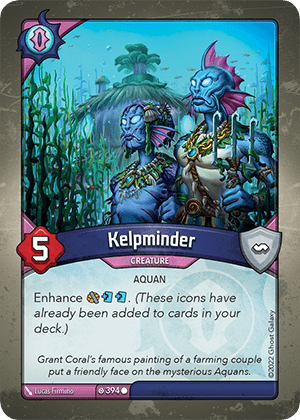 Kelpminder
5
CREATURE
AQUAN
Enhance . (These icons have
already been added to cards in your
deck.)
Grant Coral's famous painting of a farming couple
put a friendly face on the mysterious Aquans.
Lucas Firmino
394
©2022 Ghost Galaxy